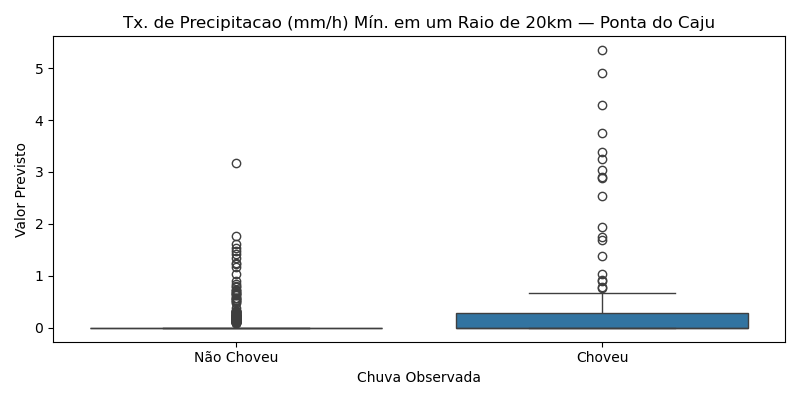 Tx. de Precipitacao (mm/h) Mín. em um Raio de 20km — Ponta do Caju
Valor Previsto
5
4
3
2
1
0
Não Choveu
Choveu
Chuva Observada